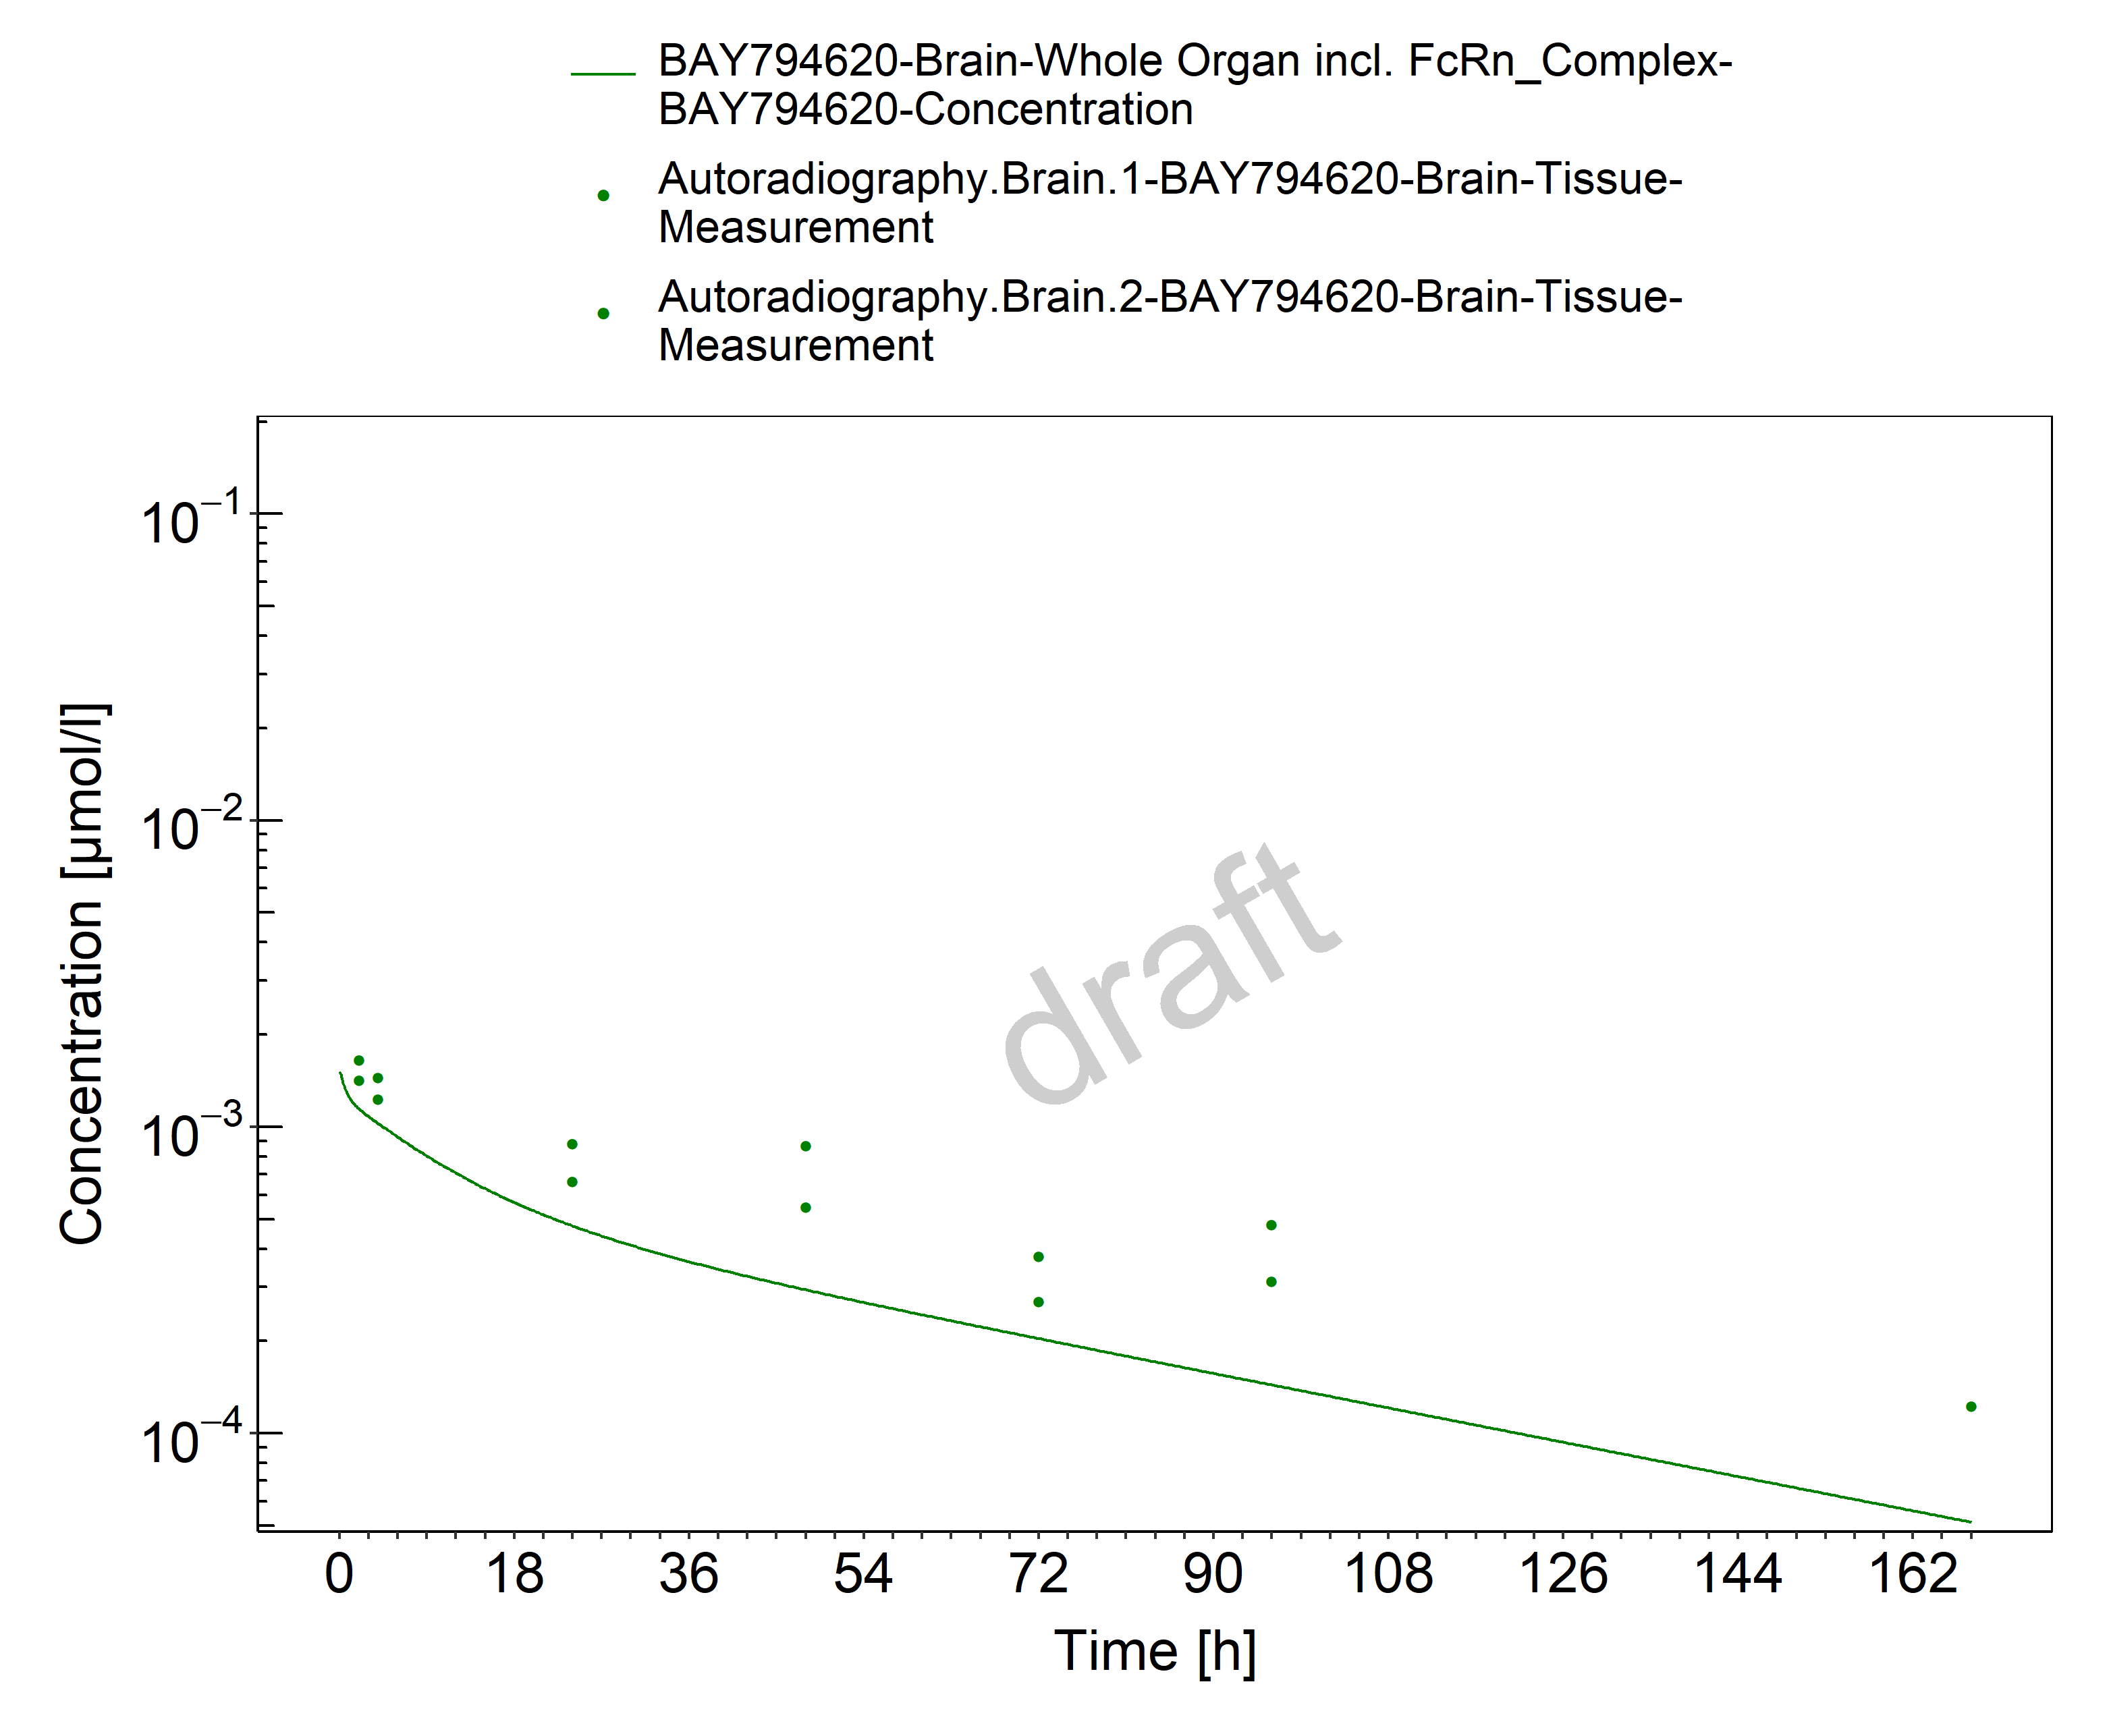 BAY794620-Brain-Whole Organ incl. FcRn_Complex-
BAY794620-Concentration
Autoradiography.Brain.1-BAY794620-Brain-Tissue-
Measurement
Autoradiography.Brain.2-BAY794620-Brain-Tissue-
Measurement
10⁻¹
10⁻²
10⁻³
10⁻⁴
Concentration [µmol/l]
draft
0 18 36 54 72 90 108 126 144 162
Time [h]